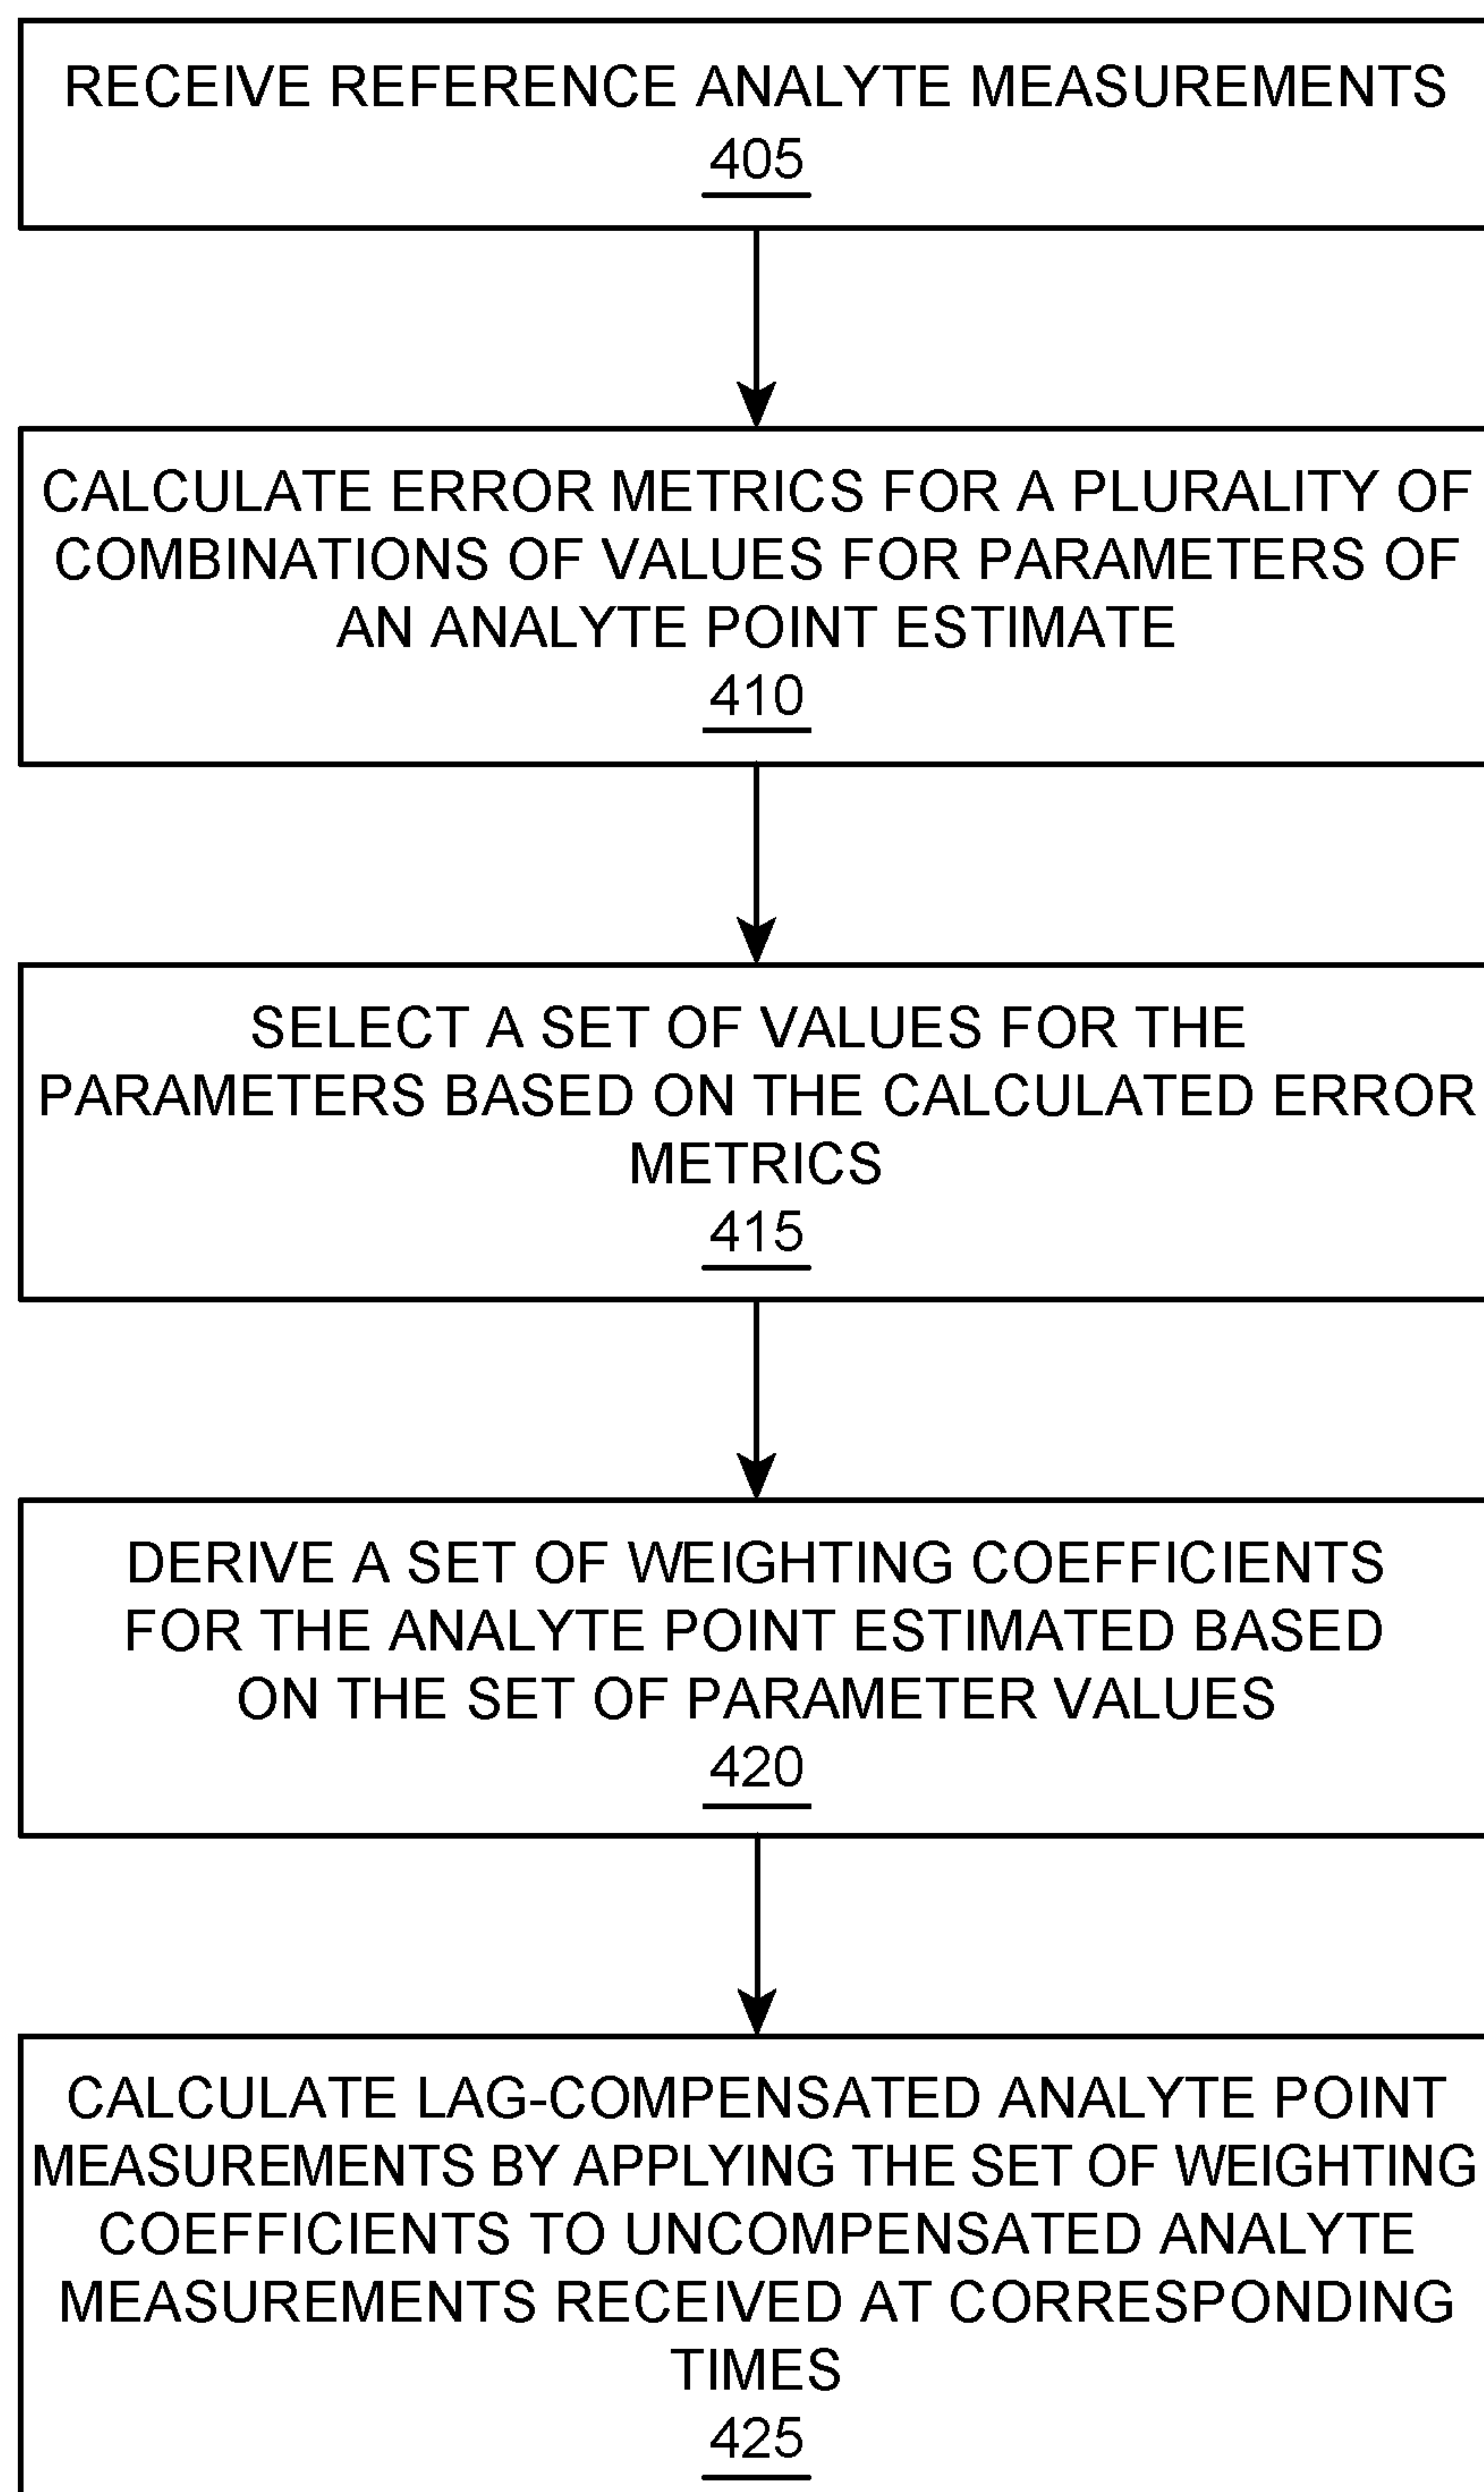 RECEIVE REFERENCE ANALYTE MEASUREMENTS
405
CALCULATE ERROR METRICS FOR A PLURALITY OF
COMBINATIONS OF VALUES FOR PARAMETERS OF
AN ANALYTE POINT ESTIMATE
410
SELECT A SET OF VALUES FOR THE
PARAMETERS BASED ON THE CALCULATED ERROR
METRICS
415
DERIVE A SET OF WEIGHTING COEFFICIENTS
FOR THE ANALYTE POINT ESTIMATED BASED
ON THE SET OF PARAMETER VALUES
420
CALCULATE LAG-COMPENSATED ANALYTE POINT
MEASUREMENTS BY APPLYING THE SET OF WEIGHTING
COEFFICIENTS TO UNCOMPENSATED ANALYTE
MEASUREMENTS RECEIVED AT CORRESPONDING
TIMES
425